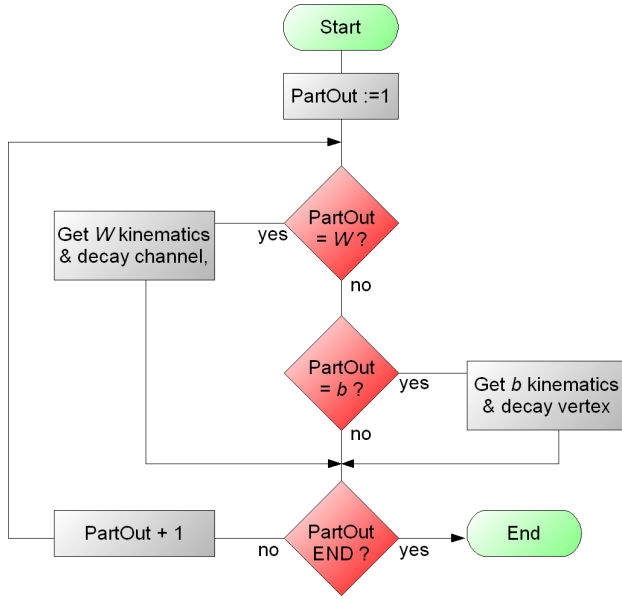 Start
PartOut :=1
PartOut
= W ?
yes
no
Get W kinematics
& decay channel,
PartOut
= b ?
yes
no
Get b kinematics
& decay vertex
PartOut
END ?
no
yes
PartOut + 1
End